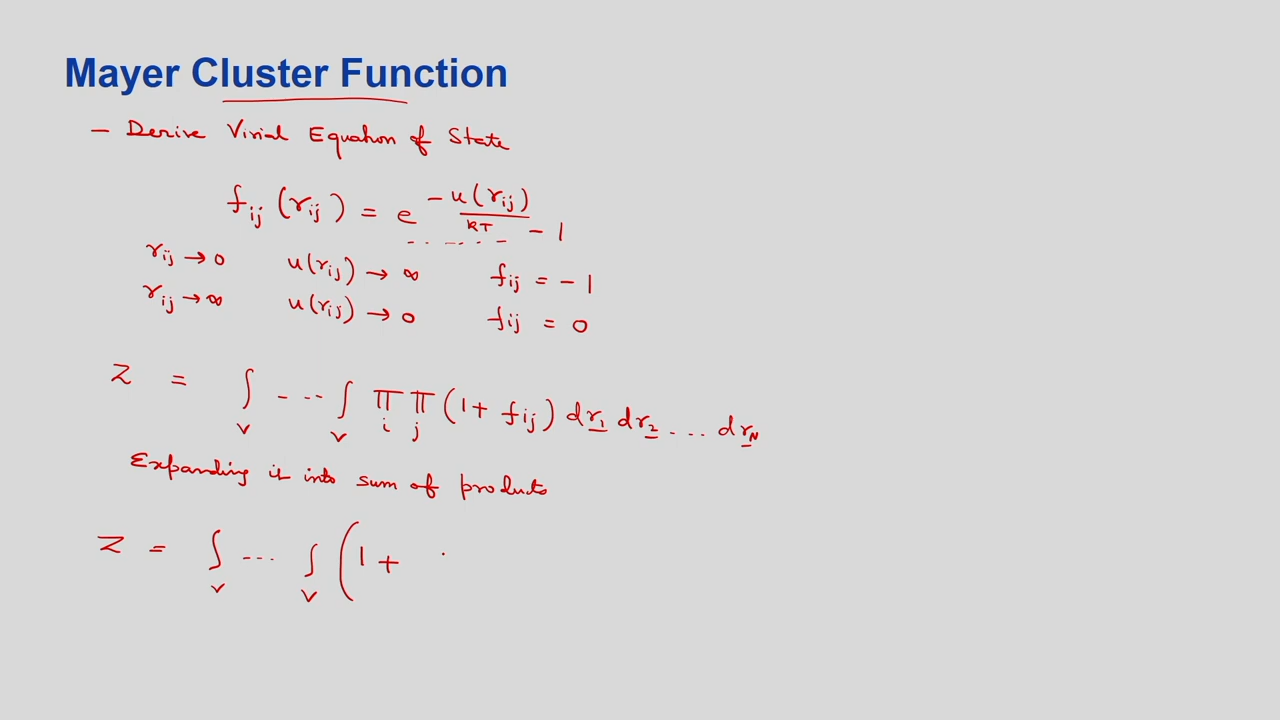 Mayer Cluster Function
– Derive Virial Equation of State
f_ij (r_ij) = e^(-u(r_ij)/kT) - 1
r_ij → 0 u(r_ij) → ∞ f_ij = -1
r_ij → ∞ u(r_ij) → 0 f_ij = 0
Z = ∫_V ... ∫_V Π_i Π_j (1 + f_ij) dr_1 dr_2 ... dr_N
Expanding it into sum of products
Z = ∫_V ... ∫_V (1 +